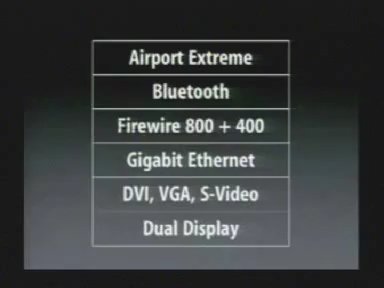 Airport Extreme
Bluetooth
Firewire 800 + 400
Gigabit Ethernet
DVI, VGA, S-Video
Dual Display